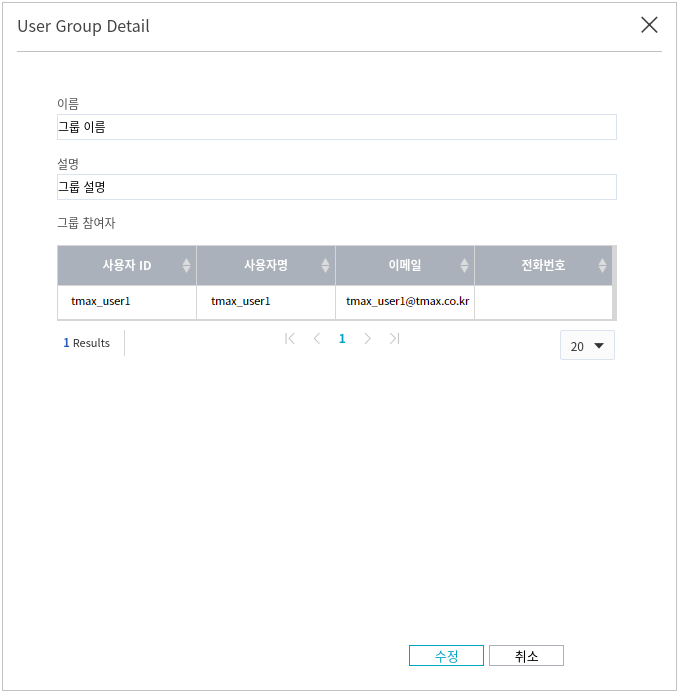 User Group Detail
이름
그룹 이름
설명
그룹 설명
그룹 참여자
사용자 ID 사용자명 이메일 전화번호
tmax_user1 tmax_user1 tmax_user1@tmax.co.kr
1 Results 1 20
수정 취소